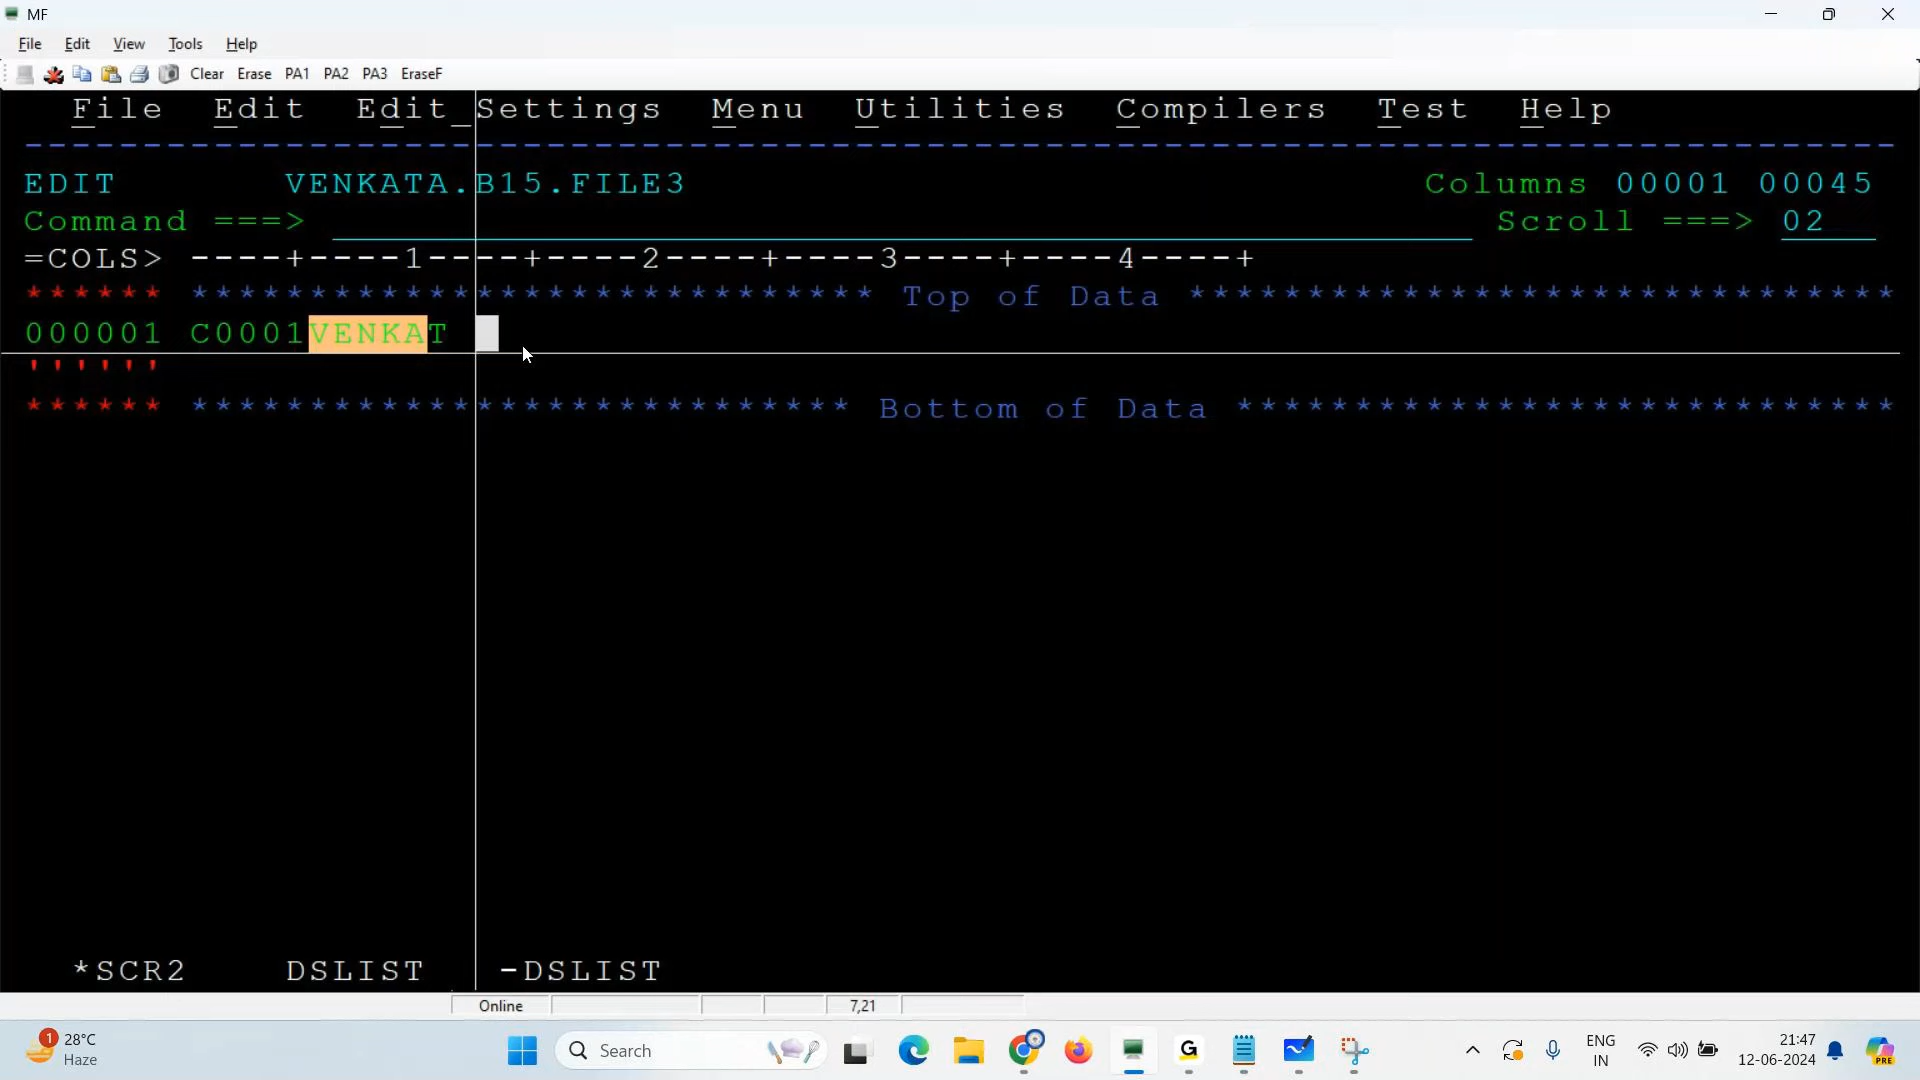 MF
File Edit View Tools Help
Clear Erase PA1 PA2 PA3 EraseF
File Edit Edit_Settings Menu Utilities Compilers Test Help
-------------------------------------------------------------------------------
EDIT VENKATA.B15.FILE3 Columns 00001 00045
Command ===> Scroll ===> 02
=COLS> ----+----1----+----2----+----3----+----4----+
****** ***************************** Top of Data ******************************
000001 C0001VENKAT
''''''
****** **************************** Bottom of Data ****************************
*SCR2 DSLIST -DSLIST
Online 7,21
1 28°C
Haze
Search
ENG
IN
21:47
12-06-2024
PRE